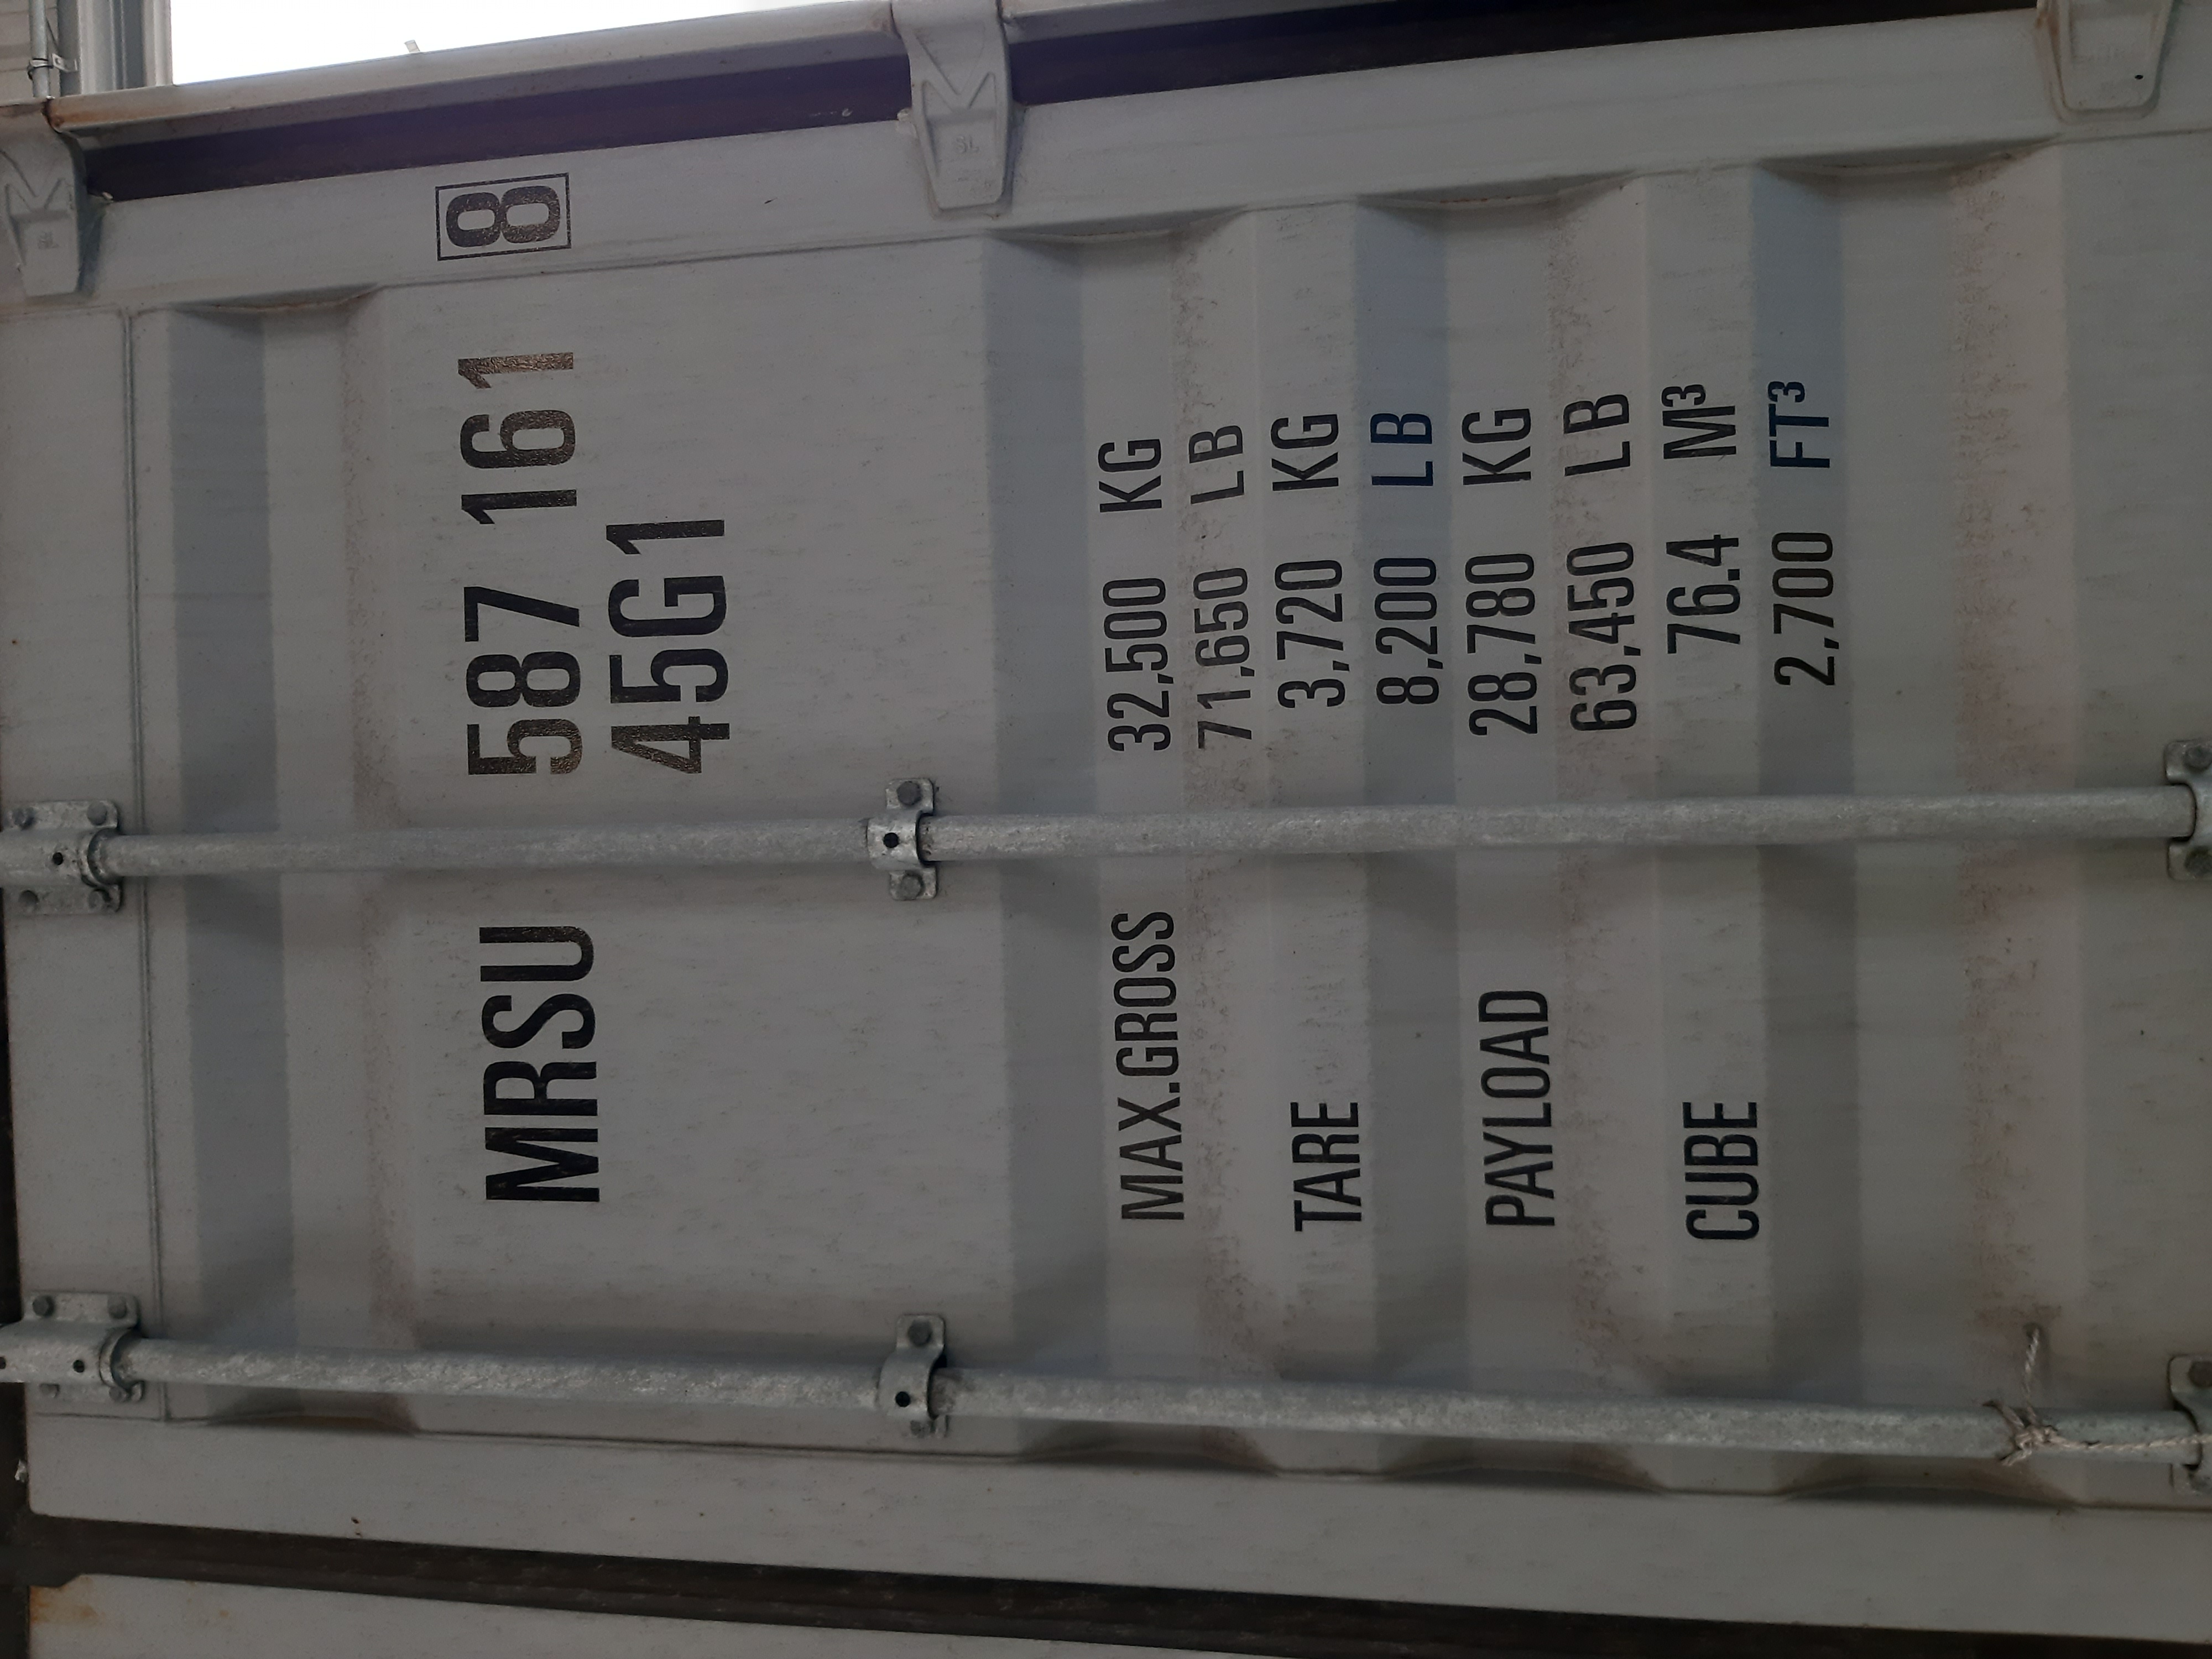 MRSU 587 161 8
45G1
MAX.GROSS 32,500 KG
71,650 LB
TARE 3,720 KG
8,200 LB
PAYLOAD 28,780 KG
63,450 LB
CUBE 76.4 M³
2,700 FT³